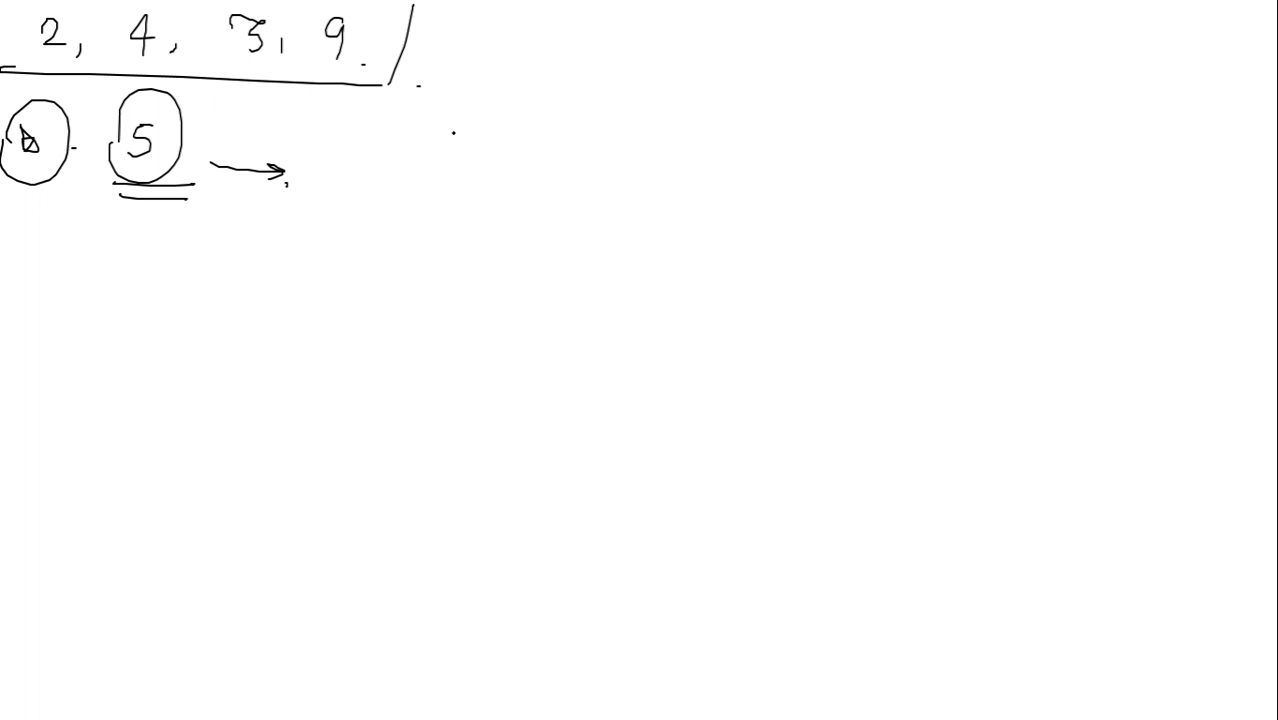 2, 4, 3, 9.
5 →